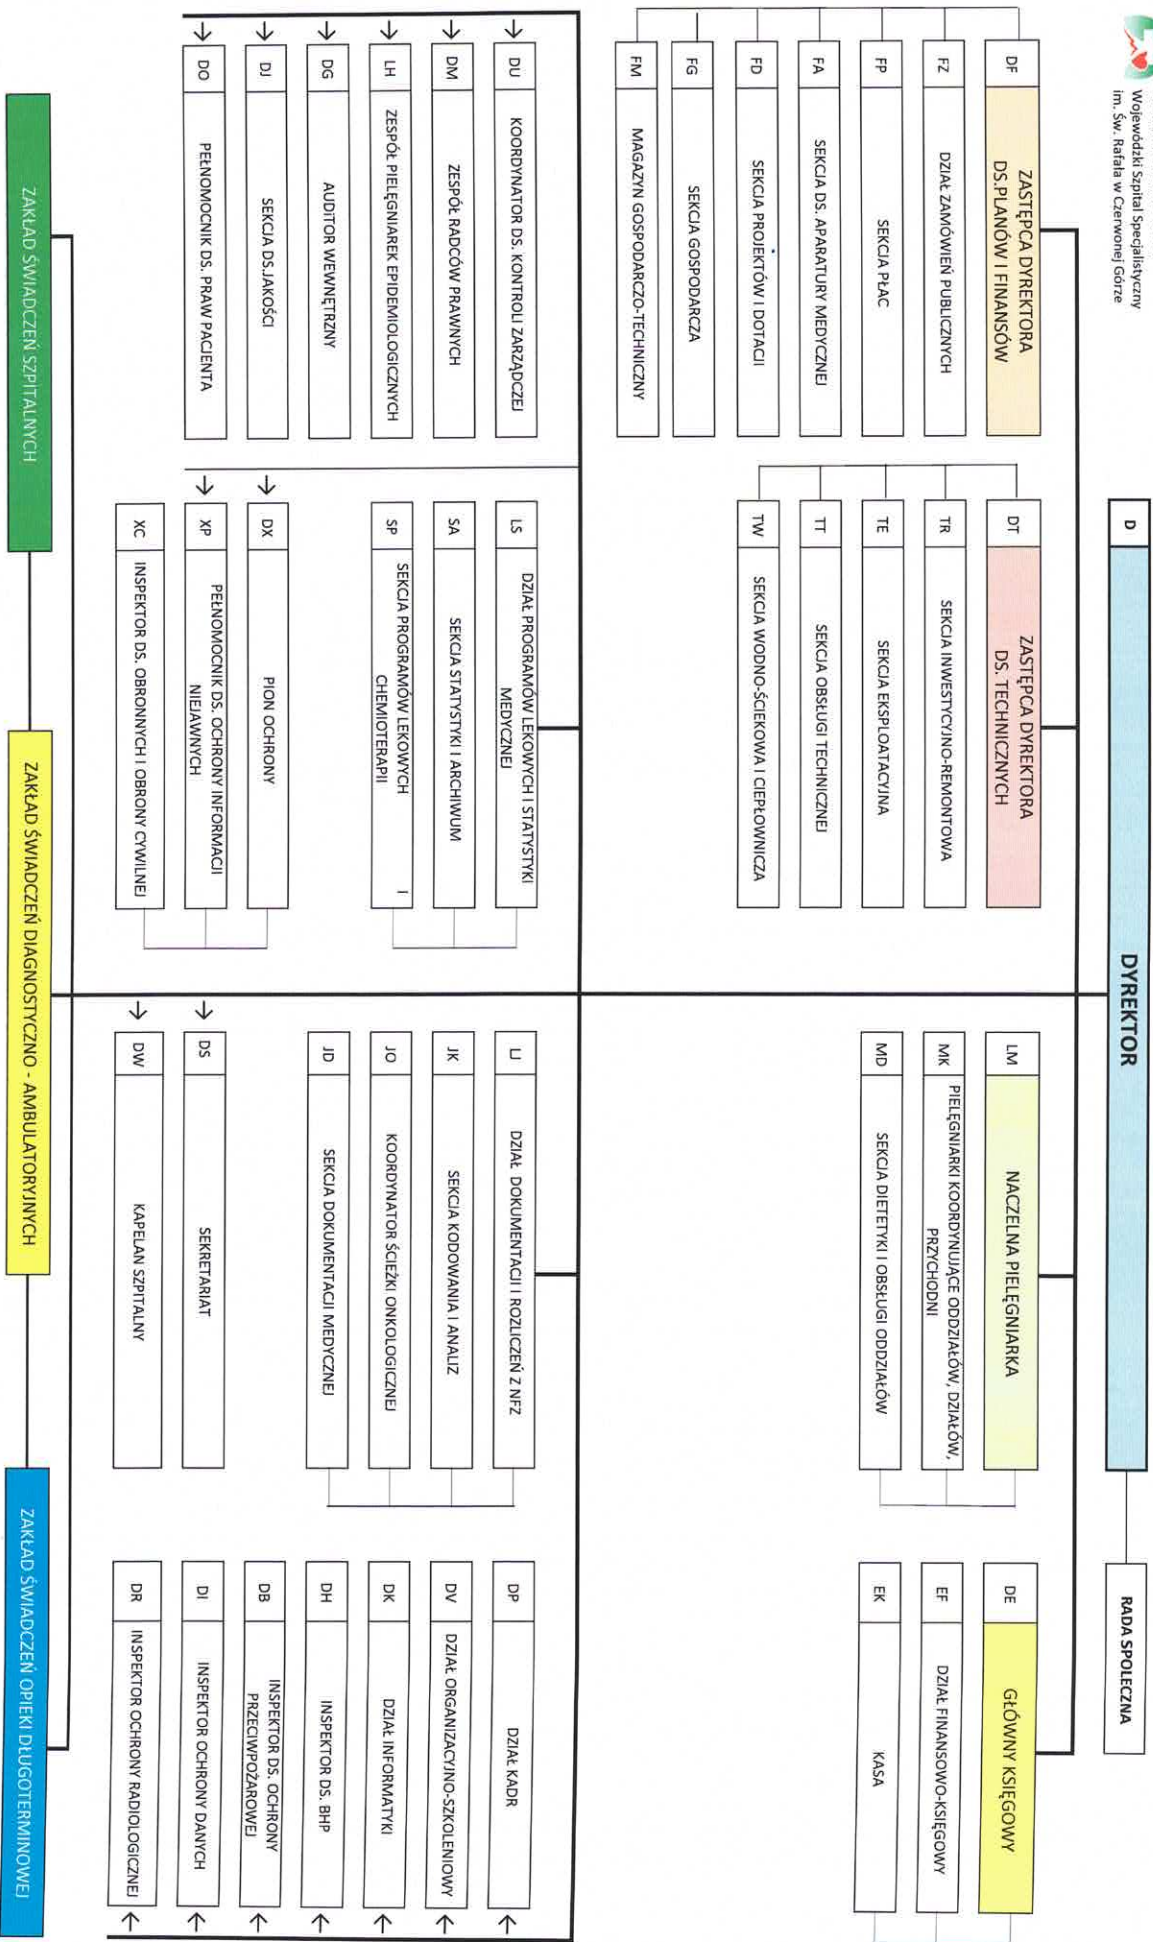 Wojewódzki Szpital Specjalistyczny
im. Św. Rafała w Czerwonej Górze
D
DYREKTOR
RADA SPOŁECZNA
DF
ZASTĘPCA DYREKTORA
DS.PLANÓW I FINANSÓW
FZ
DZIAŁ ZAMÓWIEŃ PUBLICZNYCH
FP
SEKCJA PŁAC
FA
SEKCJA DS. APARATURY MEDYCZNEJ
FD
SEKCJA PROJEKTÓW I DOTACJI
FG
SEKCJA GOSPODARCZA
FM
MAGAZYN GOSPODARCZO-TECHNICZNY
DT
ZASTĘPCA DYREKTORA
DS. TECHNICZNYCH
TR
SEKCJA INWESTYCYJNO-REMONTOWA
TE
SEKCJA EKSPLOATACYJNA
TT
SEKCJA OBSŁUGI TECHNICZNEJ
TW
SEKCJA WODNO-ŚCIEKOWA I CIEPŁOWNICZA
LM
NACZELNA PIELĘGNIARKA
MK
PIELĘGNIARKI KOORDYNUJĄCE ODDZIAŁÓW, DZIAŁÓW,
PRZYCHODNI
MD
SEKCJA DIETETYKI I OBSŁUGI ODDZIAŁÓW
DE
GŁÓWNY KSIĘGOWY
EF
DZIAŁ FINANSOWO-KSIĘGOWY
EK
KASA
DU
KOORDYNATOR DS. KONTROLI ZARZĄDCZEJ
DM
ZESPÓŁ RADCÓW PRAWNYCH
LH
ZESPÓŁ PIELĘGNIAREK EPIDEMIOLOGICZNYCH
DG
AUDITOR WEWNĘTRZNY
DJ
SEKCJA DS.JAKOŚCI
DO
PEŁNOMOCNIK DS. PRAW PACJENTA
LS
DZIAŁ PROGRAMÓW LEKOWYCH I STATYSTYKI
MEDYCZNEJ
SA
SEKCJA STATYSTYKI I ARCHIWUM
SP
SEKCJA PROGRAMÓW LEKOWYCH I
CHEMIOTERAPII
DX
PION OCHRONY
XP
PEŁNOMOCNIK DS. OCHRONY INFORMACJI
NIEJAWNYCH
XC
INSPEKTOR DS. OBRONNYCH I OBRONY CYWILNEJ
LJ
DZIAŁ DOKUMENTACJI I ROZLICZEŃ Z NFZ
JK
SEKCJA KODOWANIA I ANALIZ
JO
KOORDYNATOR ŚCIEŻKI ONKOLOGICZNEJ
JD
SEKCJA DOKUMENTACJI MEDYCZNEJ
DS
SEKRETARIAT
DW
KAPELAN SZPITALNY
DP
DZIAŁ KADR
DV
DZIAŁ ORGANIZACYJNO-SZKOLENIOWY
DK
DZIAŁ INFORMATYKI
DH
INSPEKTOR DS. BHP
DB
INSPEKTOR DS. OCHRONY
PRZECIWPOŻAROWEJ
DI
INSPEKTOR OCHRONY DANYCH
DR
INSPEKTOR OCHRONY RADIOLOGICZNEJ
ZAKŁAD ŚWIADCZEŃ SZPITALNYCH
ZAKŁAD ŚWIADCZEŃ DIAGNOSTYCZNO - AMBULATORYJNYCH
ZAKŁAD ŚWIADCZEŃ OPIEKI DŁUGOTERMINOWEJ